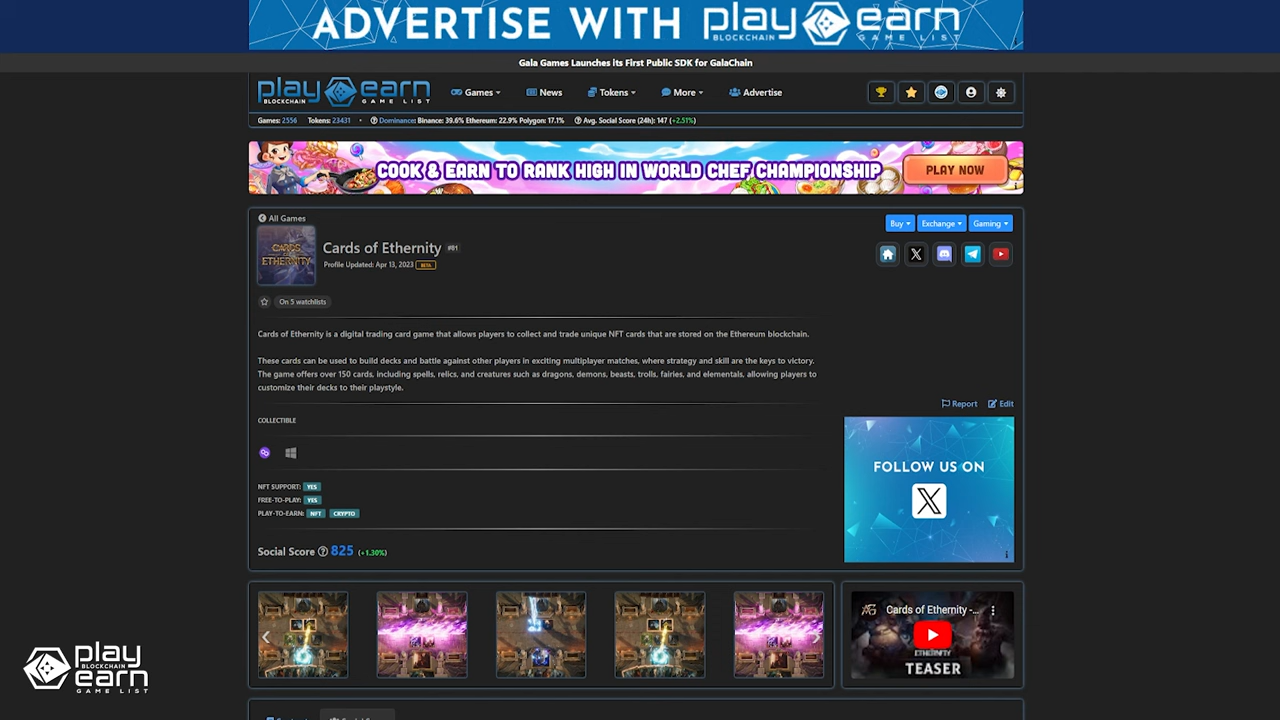 ADVERTISE WITH play earn
BLOCKCHAIN GAME LIST
Gala Games Launches its First Public SDK for GalaChain
play earn
BLOCKCHAIN GAME LIST
Games News Tokens More Advertise
Games: 2556 Tokens: 23431 • Dominance: Binance: 39.6% Ethereum: 22.9% Polygon: 17.1% Avg. Social Score (24h): 147 (+2.51%)
COOK & EARN TO RANK HIGH IN WORLD CHEF CHAMPIONSHIP PLAY NOW
All Games
Buy Exchange Gaming
CARDS OF ETHERNITY
Cards of Ethernity #81
Profile Updated: Apr 13, 2023 BETA
On 5 watchlists
Cards of Ethernity is a digital trading card game that allows players to collect and trade unique NFT cards that are stored on the Ethereum blockchain.
These cards can be used to build decks and battle against other players in exciting multiplayer matches, where strategy and skill are the keys to victory.
The game offers over 150 cards, including spells, relics, and creatures such as dragons, demons, beasts, trolls, fairies, and elementals, allowing players to
customize their decks to their playstyle.
Report Edit
COLLECTIBLE
FOLLOW US ON
X
NFT SUPPORT: YES
FREE-TO-PLAY: YES
PLAY-TO-EARN: NFT CRYPTO
Social Score 825 (+1.30%)
Cards of Ethernity -...
ETHERNITY
TEASER
play
BLOCKCHAIN
earn
GAME LIST